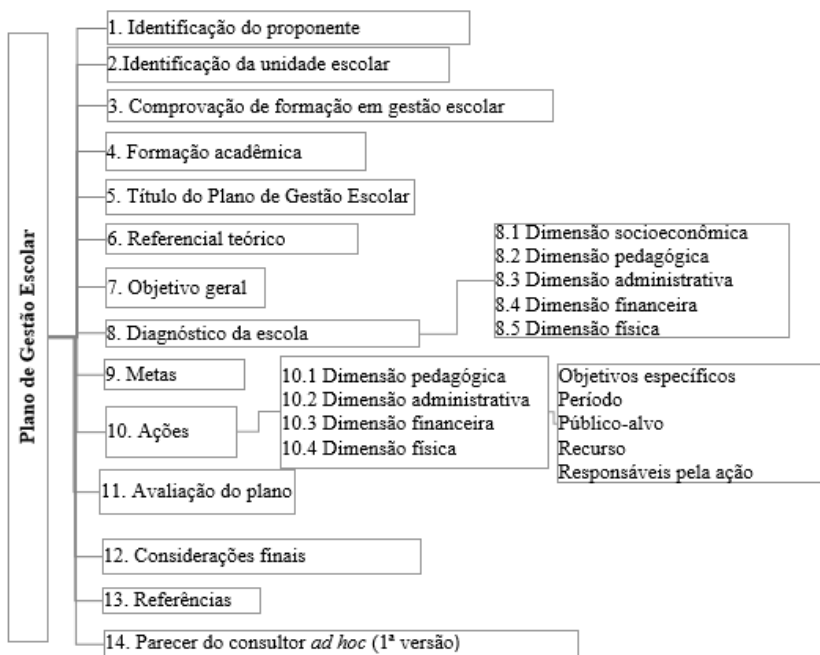 Plano de Gestão Escolar
1. Identificação do proponente
2.Identificação da unidade escolar
3. Comprovação de formação em gestão escolar
4. Formação acadêmica
5. Título do Plano de Gestão Escolar
6. Referencial teórico
7. Objetivo geral
8. Diagnóstico da escola
8.1 Dimensão socioeconômica
8.2 Dimensão pedagógica
8.3 Dimensão administrativa
8.4 Dimensão financeira
8.5 Dimensão física
9. Metas
10. Ações
10.1 Dimensão pedagógica
10.2 Dimensão administrativa
10.3 Dimensão financeira
10.4 Dimensão física
Objetivos específicos
Período
Público-alvo
Recurso
Responsáveis pela ação
11. Avaliação do plano
12. Considerações finais
13. Referências
14. Parecer do consultor ad hoc (1ª versão)